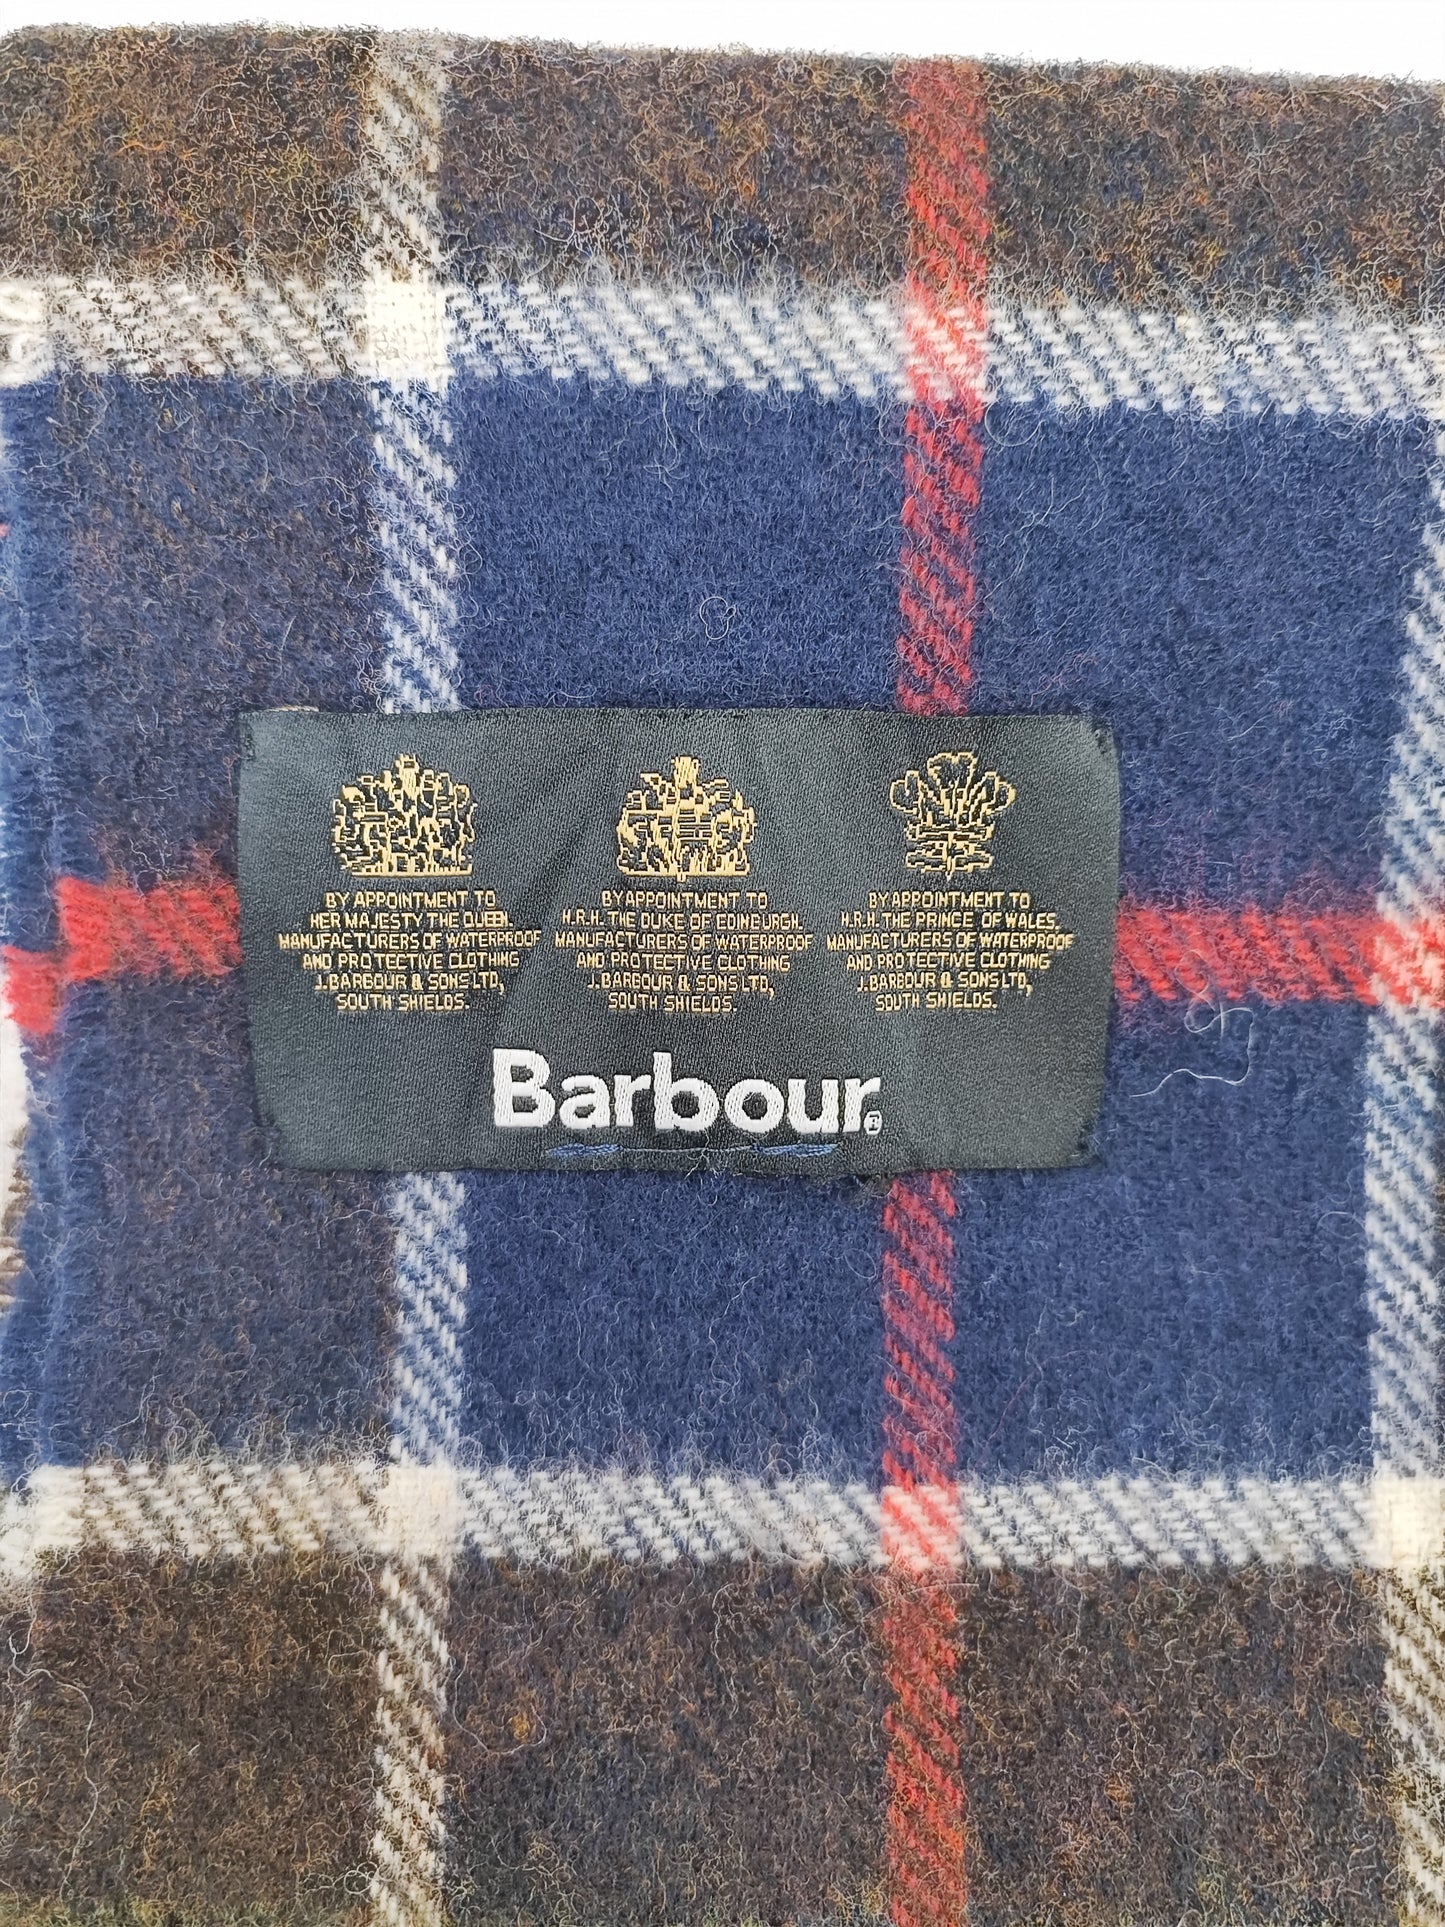 BY APPOINTMENT TO
HER MAJESTY THE QUEEN.
MANUFACTURERS OF WATERPROOF
AND PROTECTIVE CLOTHING
J. BARBOUR & SONS LTD,
SOUTH SHIELDS.
BY APPOINTMENT TO
H.R.H. THE DUKE OF EDINBURGH.
MANUFACTURERS OF WATERPROOF
AND PROTECTIVE CLOTHING
J. BARBOUR & SONS LTD,
SOUTH SHIELDS.
BY APPOINTMENT TO
H.R.H. THE PRINCE OF WALES.
MANUFACTURERS OF WATERPROOF
AND PROTECTIVE CLOTHING
J. BARBOUR & SONS LTD,
SOUTH SHIELDS.
Barbour®